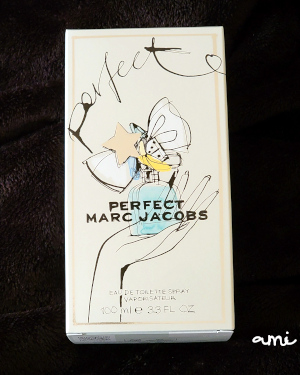 perfect
PERFECT
MARC JACOBS
EAU DE TOILETTE SPRAY
VAPORISATEUR
100 ml e 3.3 FL OZ
ami